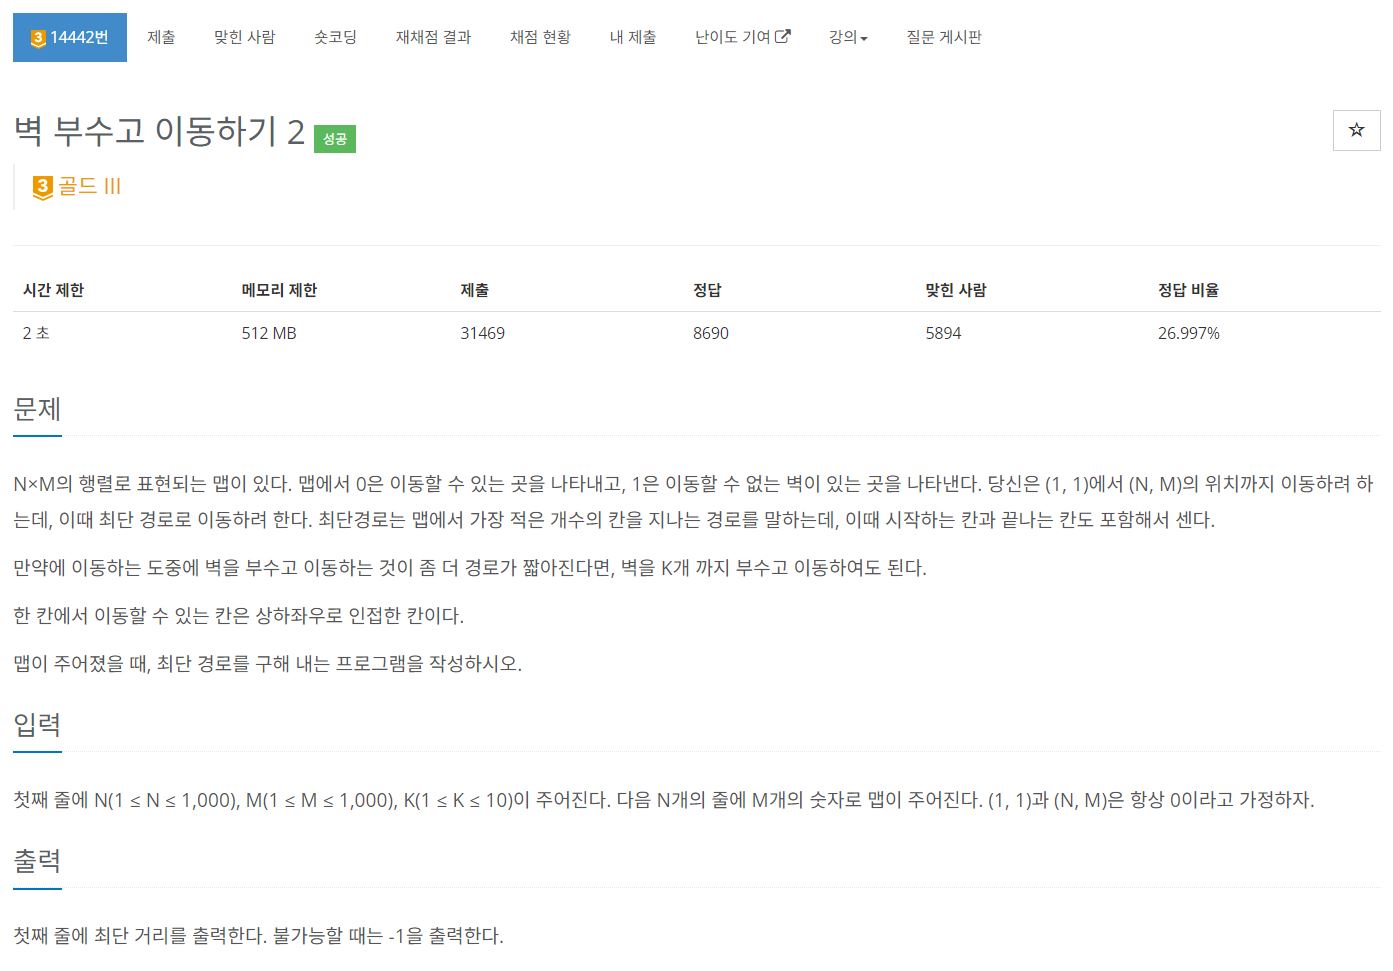 3 14442번 제출 맞힌 사람 숏코딩 재채점 결과 채점 현황 내 제출 난이도 기여 강의 질문 게시판
벽 부수고 이동하기 2 성공
3 골드 III
시간 제한 메모리 제한 제출 정답 맞힌 사람 정답 비율
2 초 512 MB 31469 8690 5894 26.997%
문제
N×M의 행렬로 표현되는 맵이 있다. 맵에서 0은 이동할 수 있는 곳을 나타내고, 1은 이동할 수 없는 벽이 있는 곳을 나타낸다. 당신은 (1, 1)에서 (N, M)의 위치까지 이동하려 하
는데, 이때 최단 경로로 이동하려 한다. 최단경로는 맵에서 가장 적은 개수의 칸을 지나는 경로를 말하는데, 이때 시작하는 칸과 끝나는 칸도 포함해서 센다.
만약에 이동하는 도중에 벽을 부수고 이동하는 것이 좀 더 경로가 짧아진다면, 벽을 K개 까지 부수고 이동하여도 된다.
한 칸에서 이동할 수 있는 칸은 상하좌우로 인접한 칸이다.
맵이 주어졌을 때, 최단 경로를 구해 내는 프로그램을 작성하시오.
입력
첫째 줄에 N(1 ≤ N ≤ 1,000), M(1 ≤ M ≤ 1,000), K(1 ≤ K ≤ 10)이 주어진다. 다음 N개의 줄에 M개의 숫자로 맵이 주어진다. (1, 1)과 (N, M)은 항상 0이라고 가정하자.
출력
첫째 줄에 최단 거리를 출력한다. 불가능할 때는 -1을 출력한다.